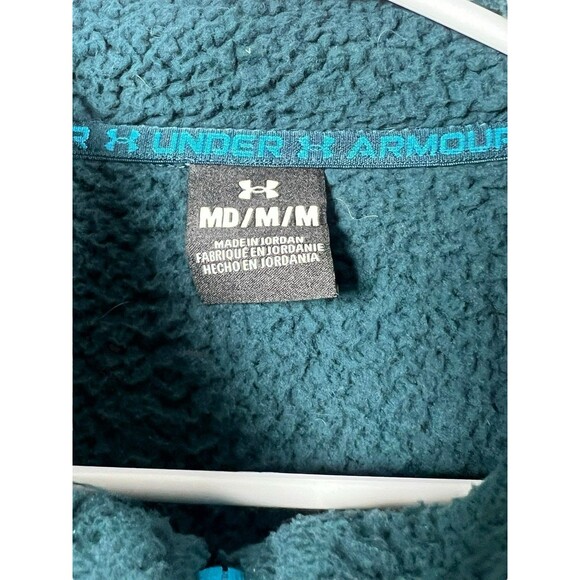 R UNDER ARMOUR
MD/M/M
MADE IN JORDAN
FABRIQUE EN JORDANIE
HECHO EN JORDANIA